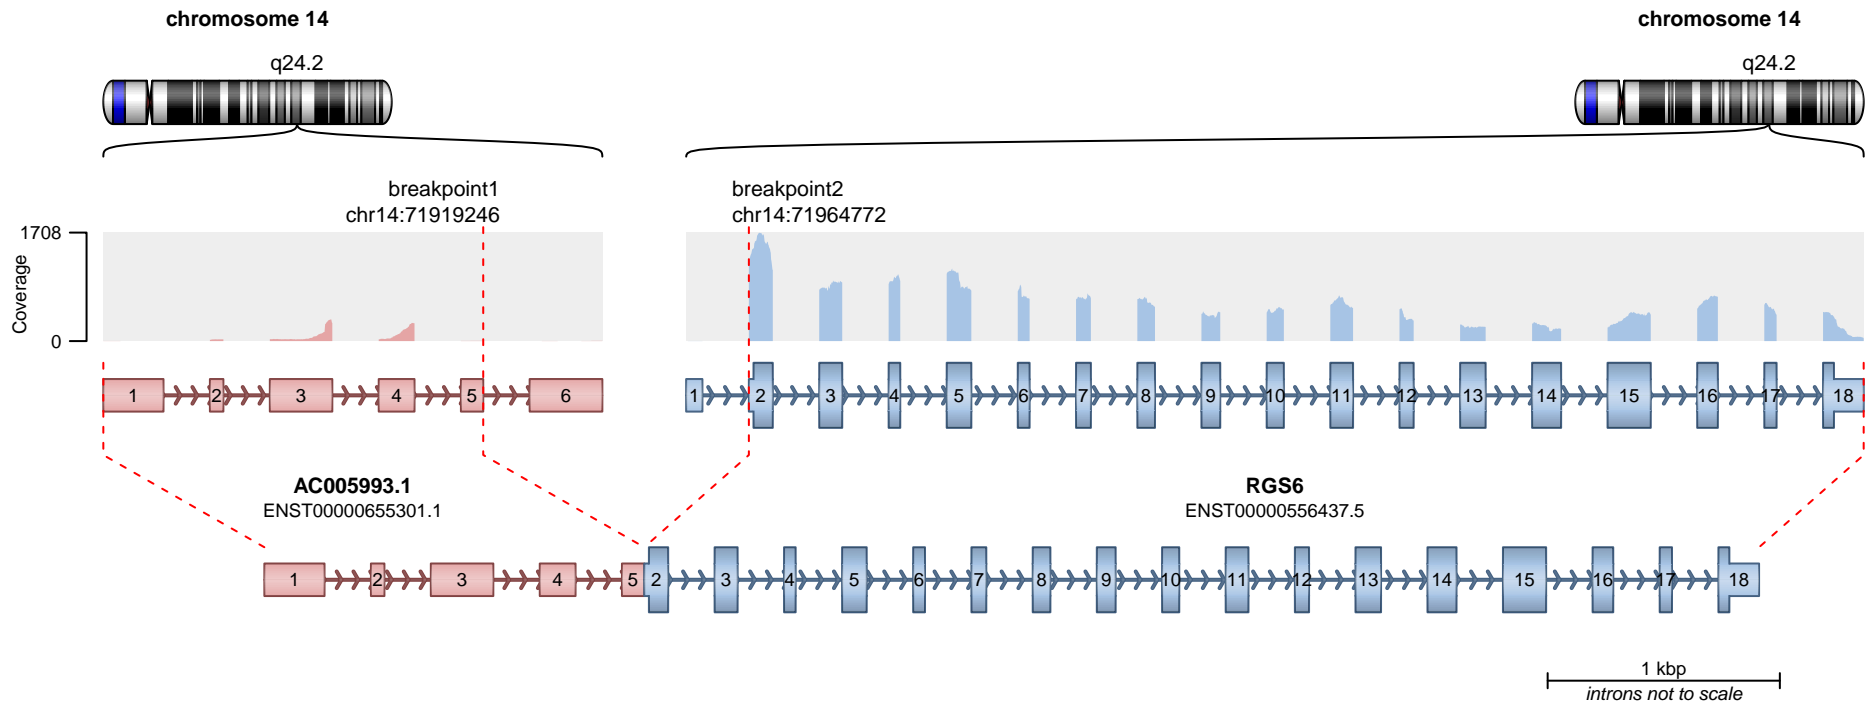 chromosome 14
chromosome 14
q24.2
q24.2
breakpoint1
chr14:71919246
breakpoint2
chr14:71964772
1708
Coverage
0
1 2 3 4 5 6
1 2 3 4 5 6 7 8 9 10 11 12 13 14 15 16 17 18
AC005993.1
ENST00000655301.1
RGS6
ENST00000556437.5
1 2 3 4 5 2 3 4 5 6 7 8 9 10 11 12 13 14 15 16 17 18
1 kbp
introns not to scale